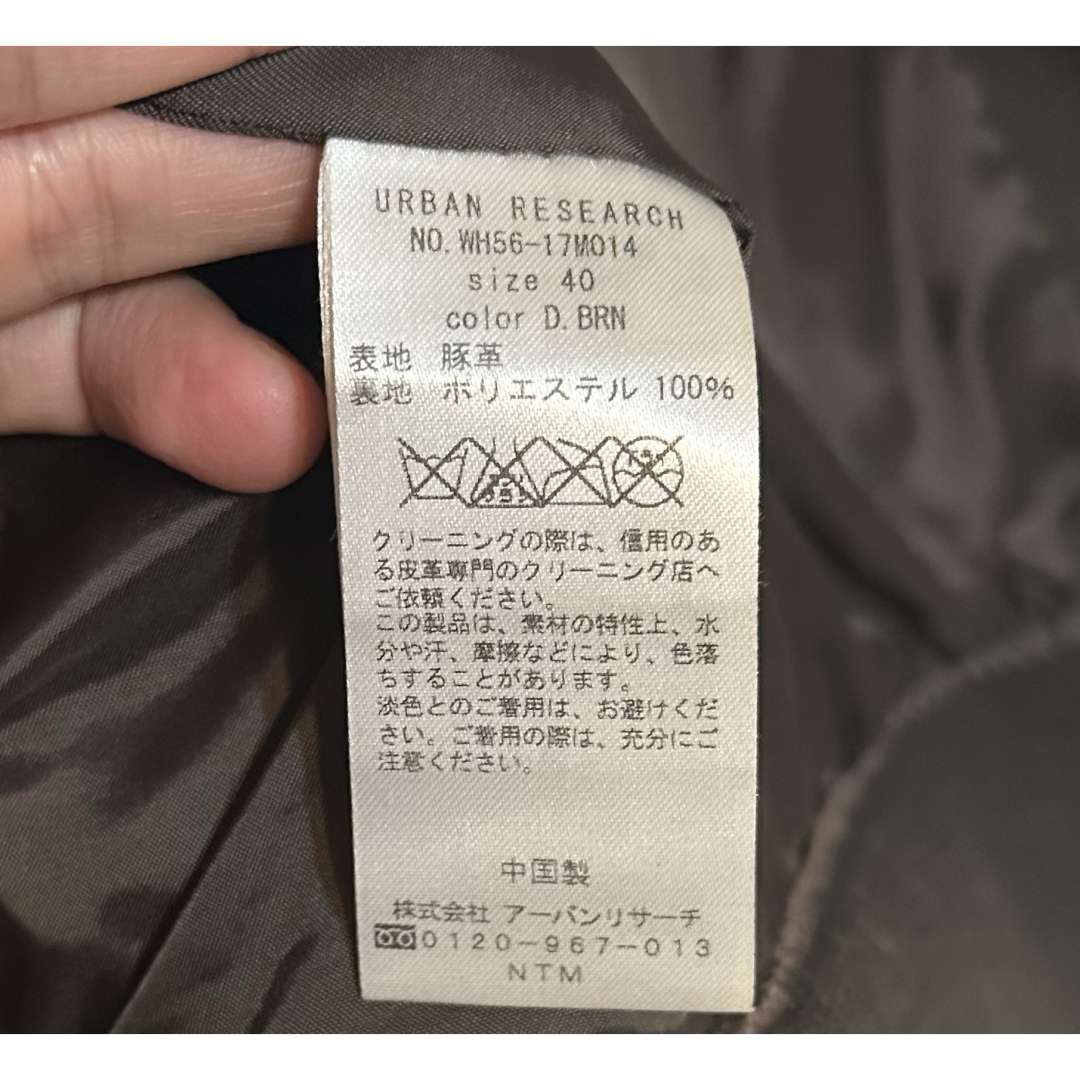 URBAN RESEARCH
NO. WH56-17M014
size 40
color D. BRN
表地 豚革
裏地 ポリエステル 100%
クリーニングの際は、信用のあ
る皮革専門のクリーニング店へ
ご依頼ください。
この製品は、素材の特性上、水
分や汗、摩擦などにより、色落
ちすることがあります。
淡色とのご着用は、お避けくだ
さい。ご着用の際は、充分にご
注意ください。
中国製
株式会社 アーバンリサーチ
0120-967-013
NTM